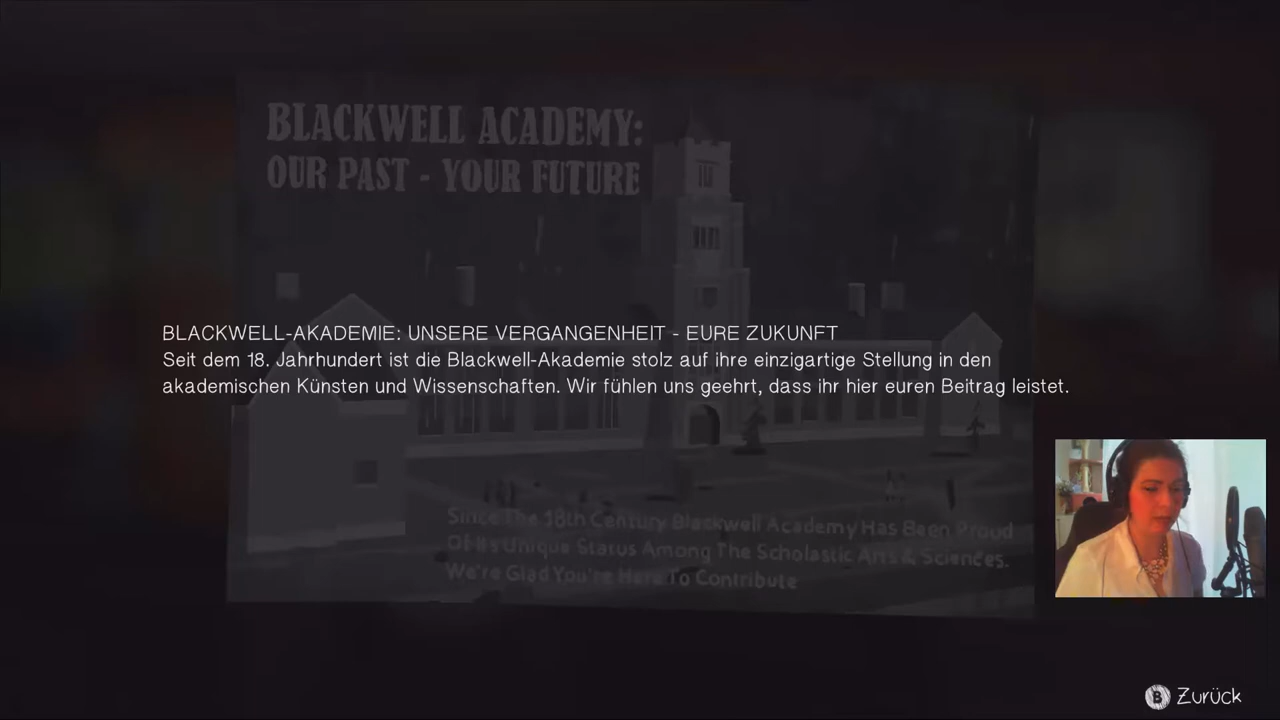 BLACKWELL ACADEMY:
OUR PAST - YOUR FUTURE
BLACKWELL-AKADEMIE: UNSERE VERGANGENHEIT - EURE ZUKUNFT
Seit dem 18. Jahrhundert ist die Blackwell-Akademie stolz auf ihre einzigartige Stellung in den
akademischen Künsten und Wissenschaften. Wir fühlen uns geehrt, dass ihr hier euren Beitrag leistet.
Since The 18th Century Blackwell Academy Has Been Proud
Of Its Unique Status Among The Scholastic Arts & Sciences.
We're Glad You're Here To Contribute
B Zurück